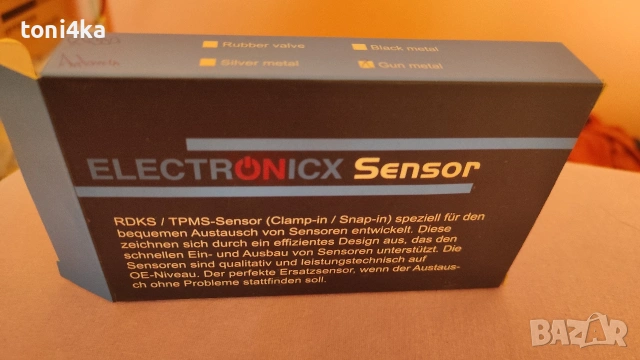 toni4ka
Rubber valve
Black metal
Silver metal
Gun metal
ELECTRONICX Sensor
RDKS / TPMS-Sensor (Clamp-in / Snap-in) speziell für den
bequemen Austausch von Sensoren entwickelt. Diese
zeichnen sich durch ein effizientes Design aus, das den
schnellen Ein- und Ausbau von Sensoren unterstützt. Die
Sensoren sind qualitativ und leistungstechnisch auf
OE-Niveau. Der perfekte Ersatzsensor, wenn der Austaus-
ch ohne Probleme stattfinden soll.
BAZAR
bazar.bg